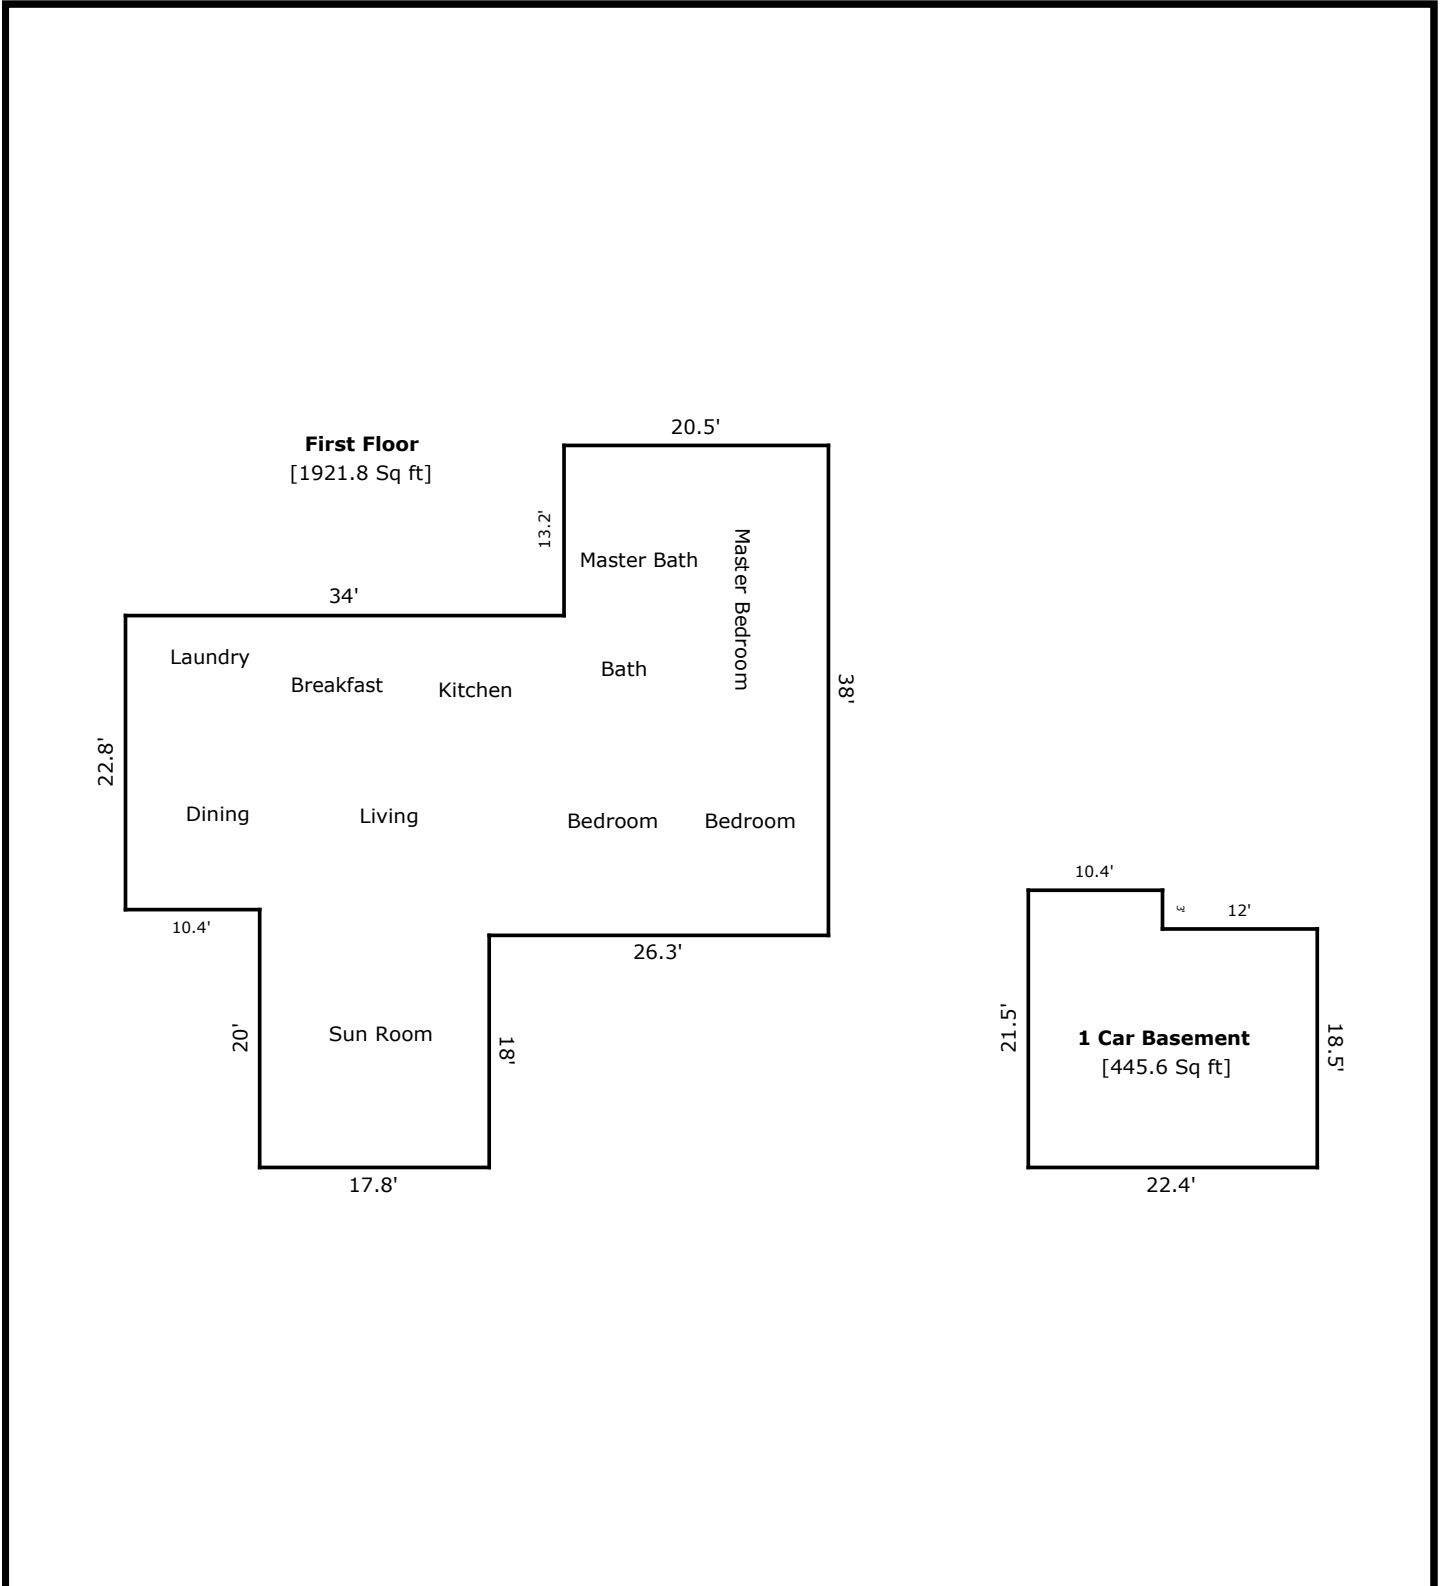 20.5'
First Floor
[1921.8 Sq ft]
13.2'
Master Bath
Master Bedroom
34'
Laundry
Breakfast
Kitchen
Bath
38'
22.8'
Dining
Living
Bedroom
Bedroom
10.4'
26.3'
20'
Sun Room
18'
17.8'
10.4'
3'
12'
21.5'
1 Car Basement
[445.6 Sq ft]
18.5'
22.4'